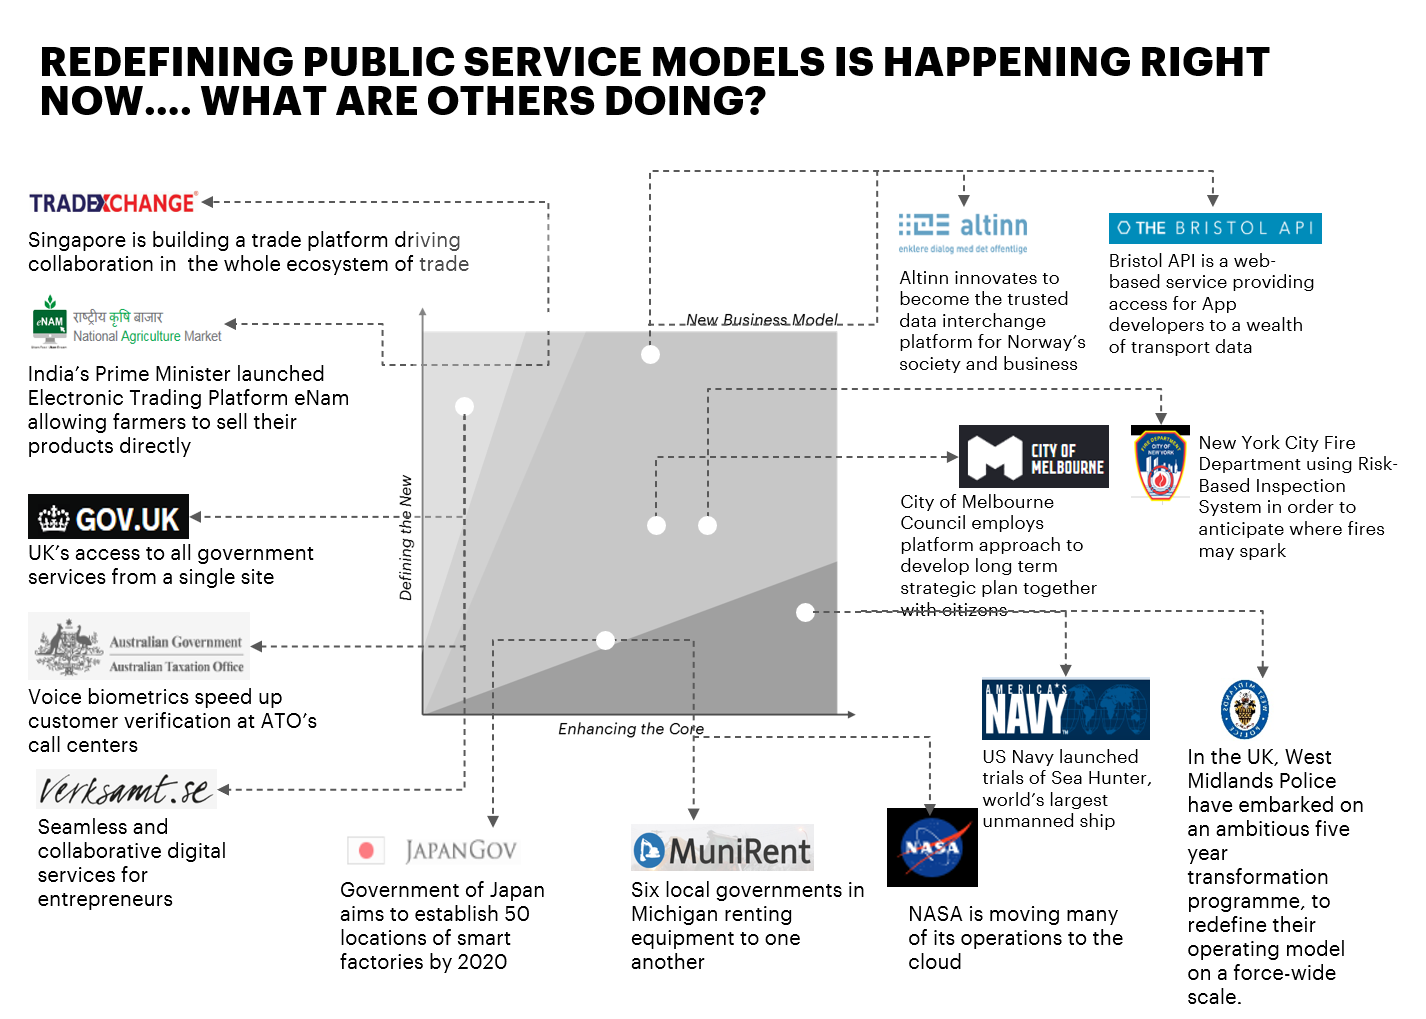 REDEFINING PUBLIC SERVICE MODELS IS HAPPENING RIGHT
NOW.... WHAT ARE OTHERS DOING?
TRADEXCHANGE®
Singapore is building a trade platform driving
collaboration in the whole ecosystem of trade
eNAM
राष्ट्रीय कृषि बाजार
National Agriculture Market
India's Prime Minister launched
Electronic Trading Platform eNam
allowing farmers to sell their
products directly
GOV.UK
UK's access to all government
services from a single site
Australian Government
Australian Taxation Office
Voice biometrics speed up
customer verification at ATO's
call centers
Verksamt.se
Seamless and
collaborative digital
services for
entrepreneurs
New Business Model
Defining the New
Enhancing the Core
altinn
enklere dialog med det offentlige
Altinn innovates to
become the trusted
data interchange
platform for Norway's
society and business
THE BRISTOL API
Bristol API is a web-
based service providing
access for App
developers to a wealth
of transport data
CITY OF
MELBOURNE
City of Melbourne
Council employs
platform approach to
develop long term
strategic plan together
with citizens
FIRE DEPARTMENT
CITY OF
NEW YORK
New York City Fire
Department using Risk-
Based Inspection
System in order to
anticipate where fires
may spark
JAPANGOV
Government of Japan
aims to establish 50
locations of smart
factories by 2020
MuniRent
Six local governments in
Michigan renting
equipment to one
another
NASA
NASA is moving many
of its operations to the
cloud
AMERICA'S
NAVY
US Navy launched
trials of Sea Hunter,
world's largest
unmanned ship
WEST MIDLANDS
POLICE
In the UK, West
Midlands Police
have embarked on
an ambitious five
year
transformation
programme, to
redefine their
operating model
on a force-wide
scale.